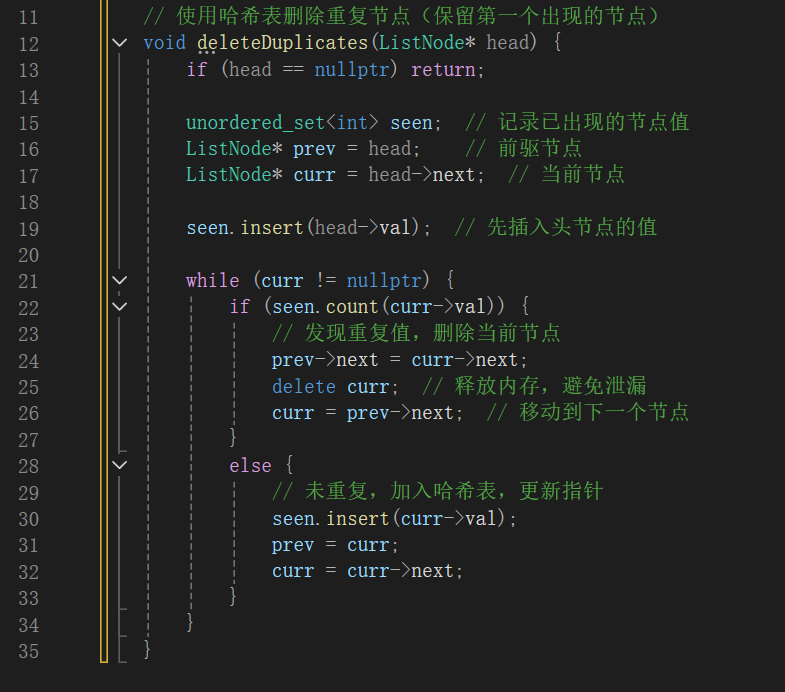 11 // 使用哈希表删除重复节点（保留第一个出现的节点）
12 void deleteDuplicates(ListNode* head) {
13     if (head == nullptr) return;
14
15     unordered_set<int> seen;  // 记录已出现的节点值
16     ListNode* prev = head;    // 前驱节点
17     ListNode* curr = head->next;  // 当前节点
18
19     seen.insert(head->val);  // 先插入头节点的值
20
21     while (curr != nullptr) {
22         if (seen.count(curr->val)) {
23             // 发现重复值，删除当前节点
24             prev->next = curr->next;
25             delete curr;  // 释放内存，避免泄漏
26             curr = prev->next;  // 移动到下一个节点
27         }
28         else {
29             // 未重复，加入哈希表，更新指针
30             seen.insert(curr->val);
31             prev = curr;
32             curr = curr->next;
33         }
34     }
35 }